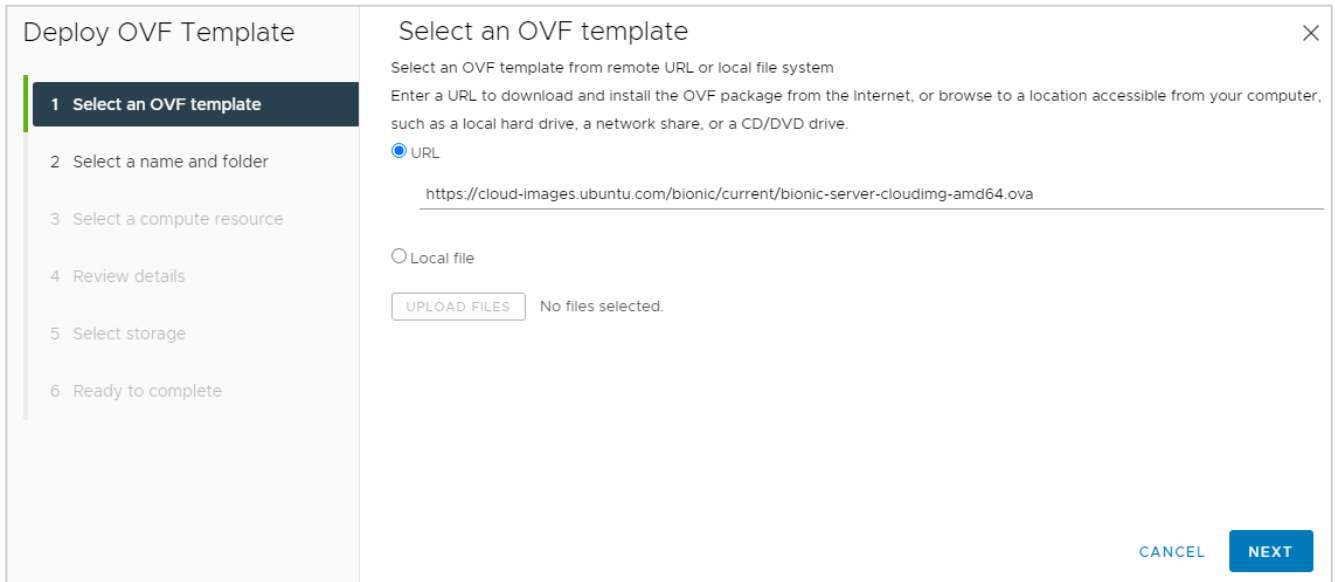 Deploy OVF Template
1 Select an OVF template
2 Select a name and folder
3 Select a compute resource
4 Review details
5 Select storage
6 Ready to complete
Select an OVF template
Select an OVF template from remote URL or local file system
Enter a URL to download and install the OVF package from the Internet, or browse to a location accessible from your computer,
such as a local hard drive, a network share, or a CD/DVD drive.
URL
https://cloud-images.ubuntu.com/bionic/current/bionic-server-cloudimg-amd64.ova
Local file
UPLOAD FILES No files selected.
CANCEL NEXT